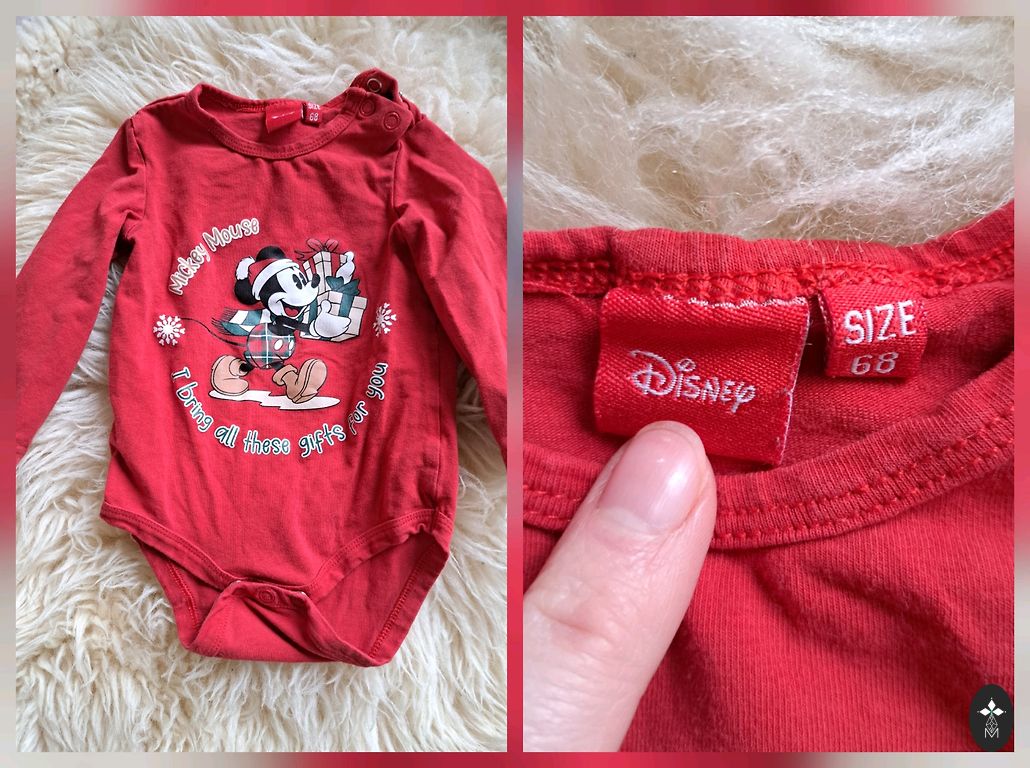 SIZE
68
Mickey Mouse
I bring all these gifts for you
Disney
SIZE
68
M